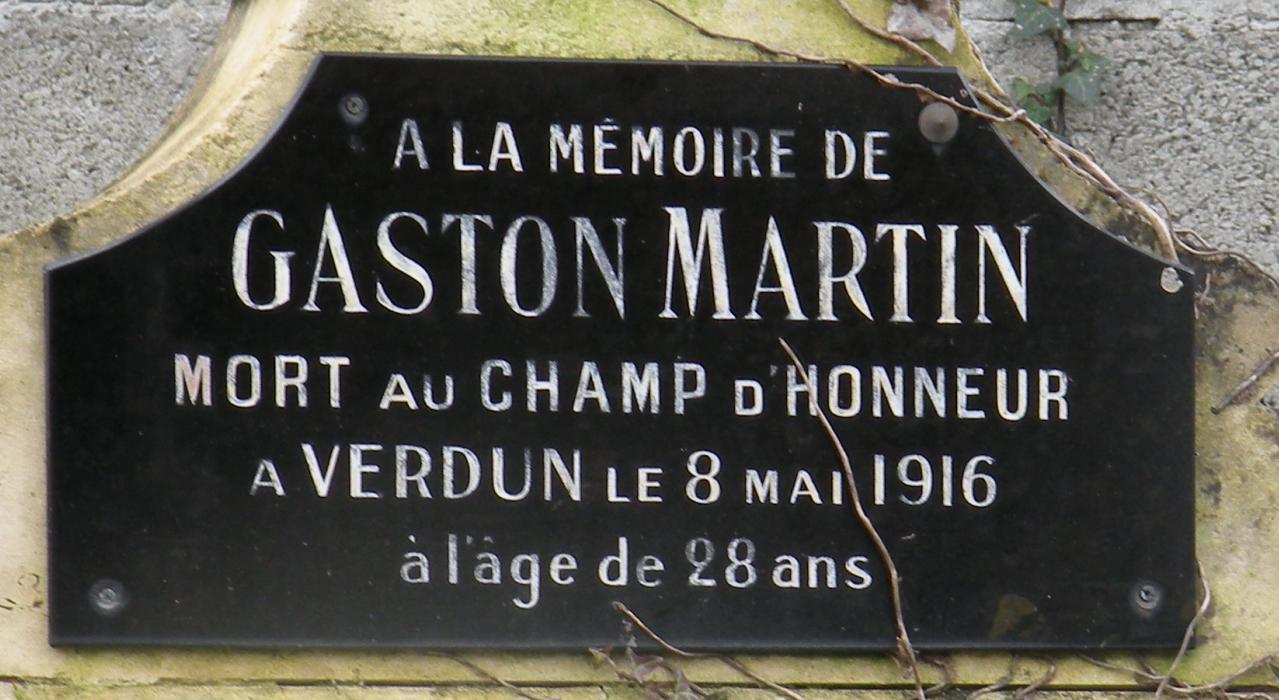 A LA MÉMOIRE DE
GASTON MARTIN
MORT AU CHAMP D'HONNEUR
A VERDUN LE 8 MAI 1916
à l'âge de 28 ans